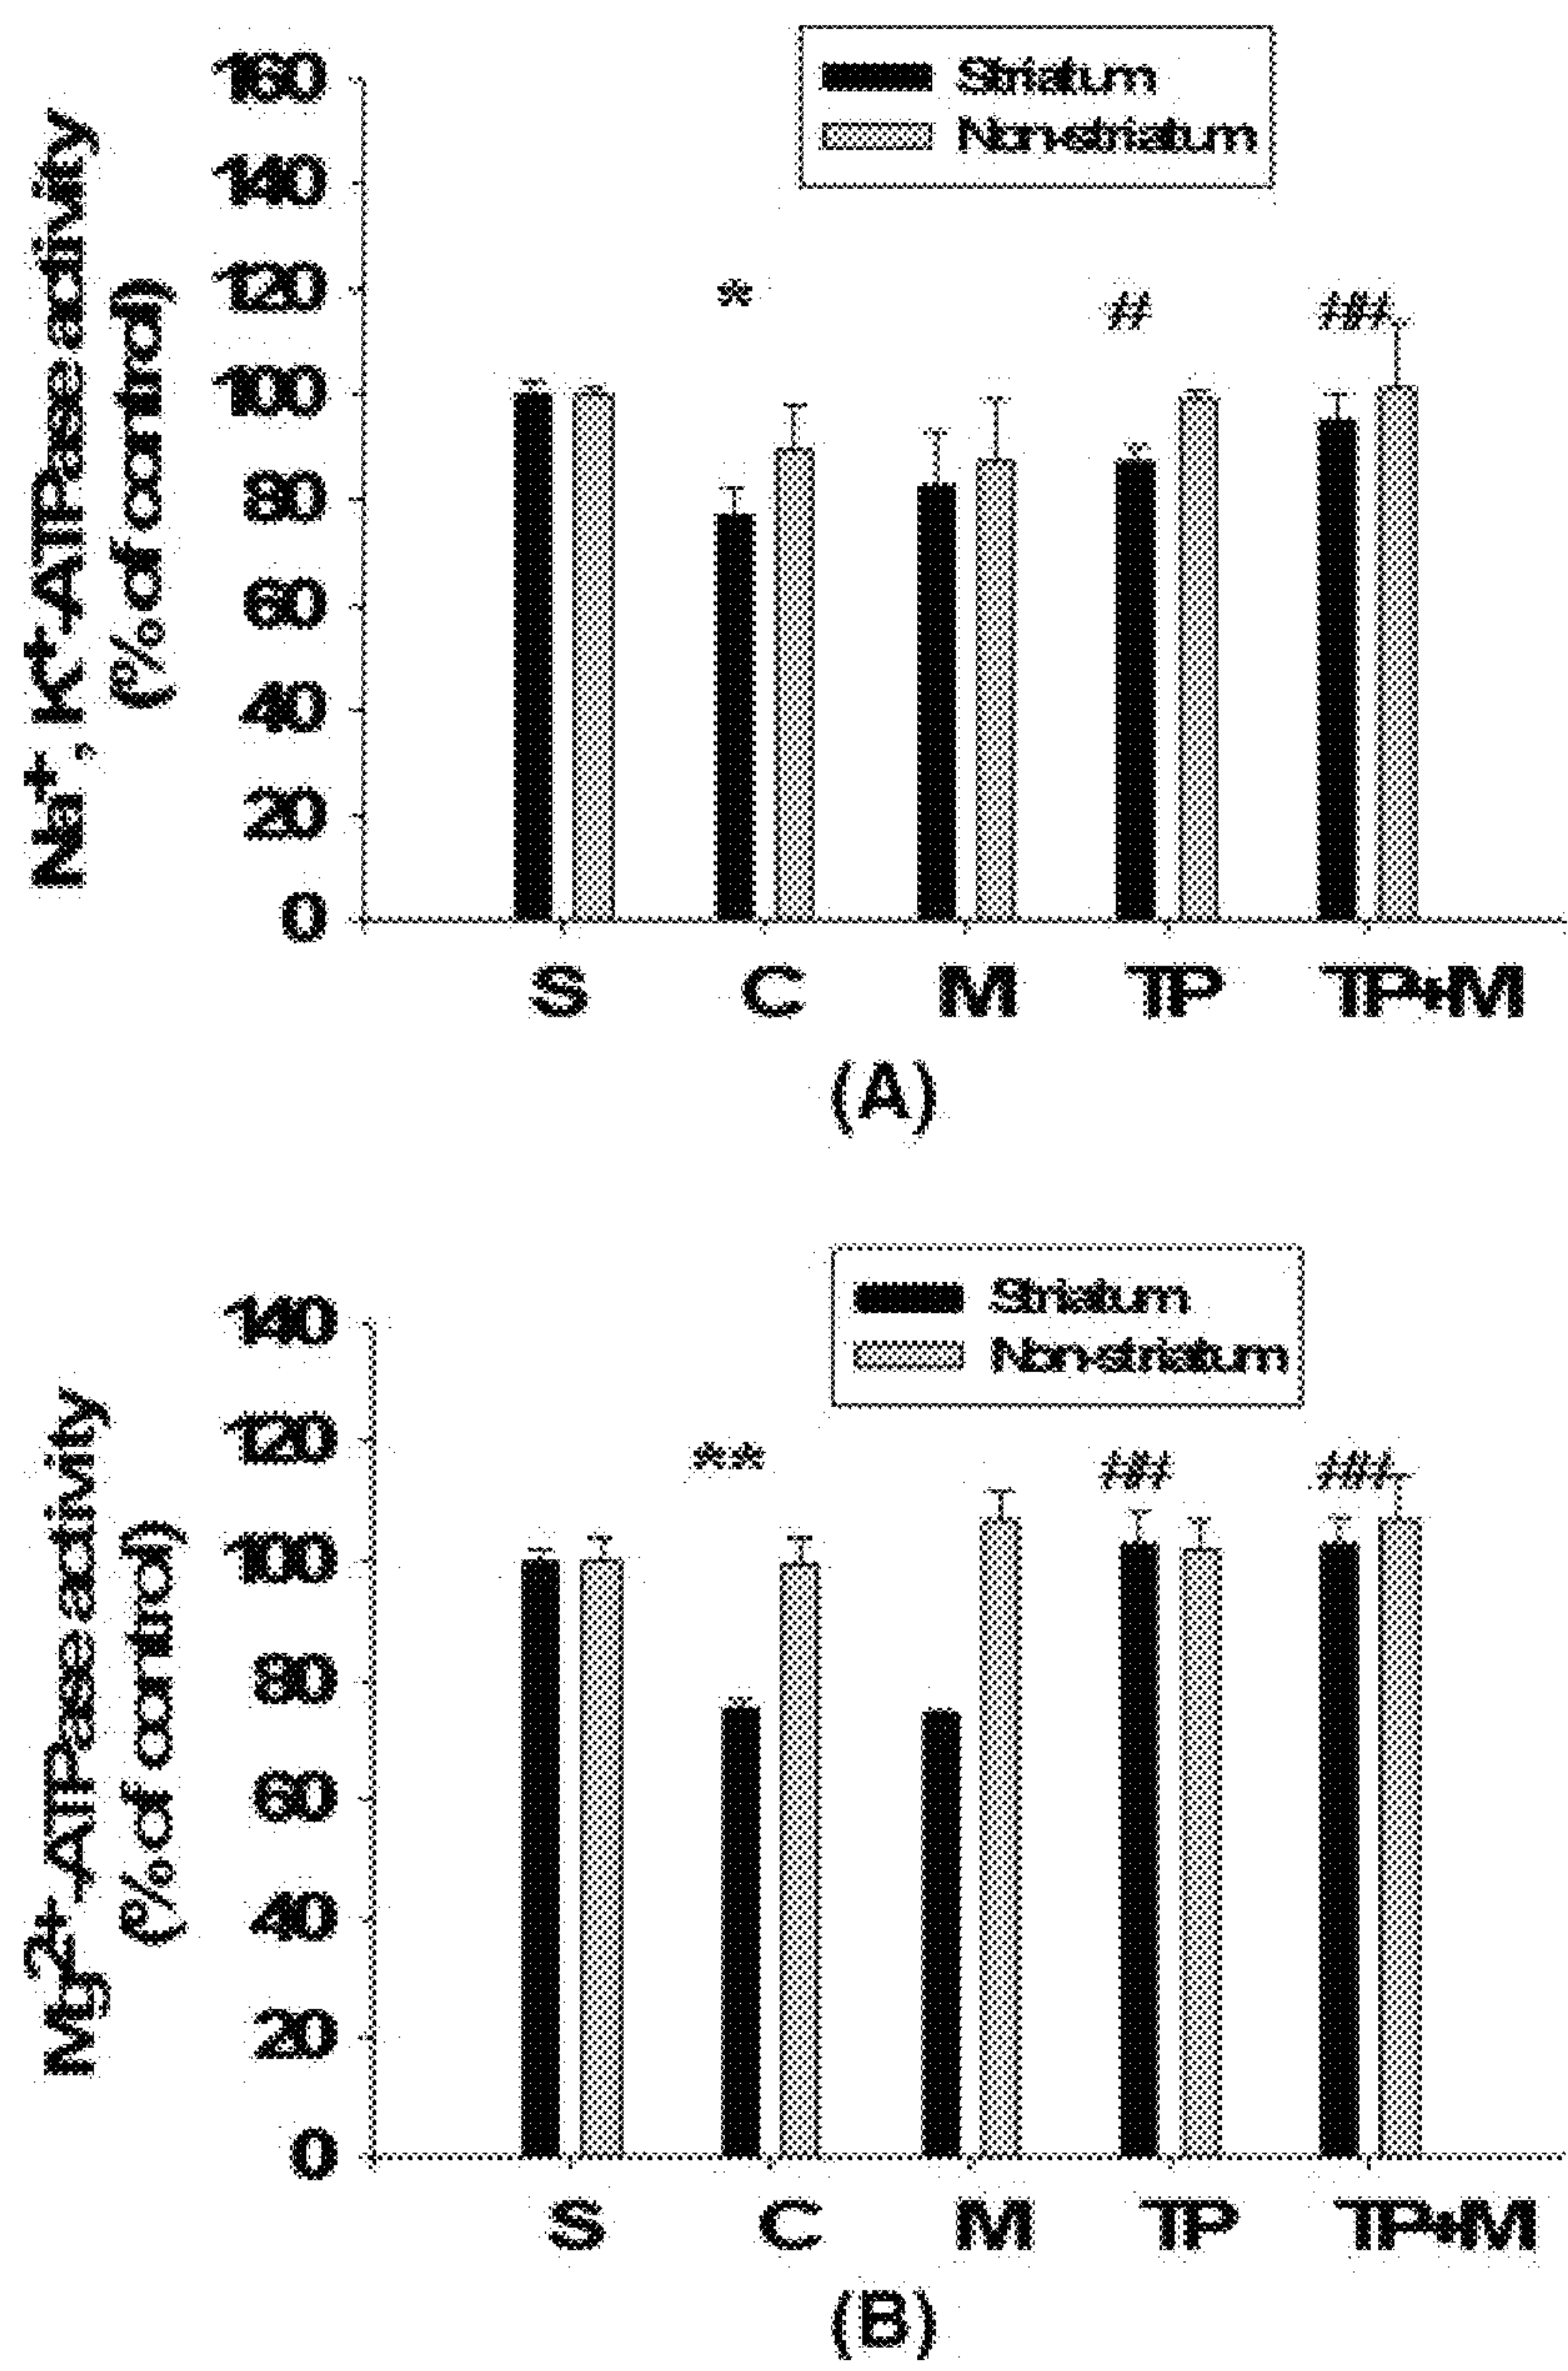 Striatum
Non-striatum
Na+, K+-ATPase activity
(% of control)
160
140
120
100
80
60
40
20
0
*
#
##
S C M TP TP+M
(A)
Striatum
Non-striatum
Mg2+-ATPase activity
(% of control)
140
120
100
80
60
40
20
0
**
##
##
S C M TP TP+M
(B)